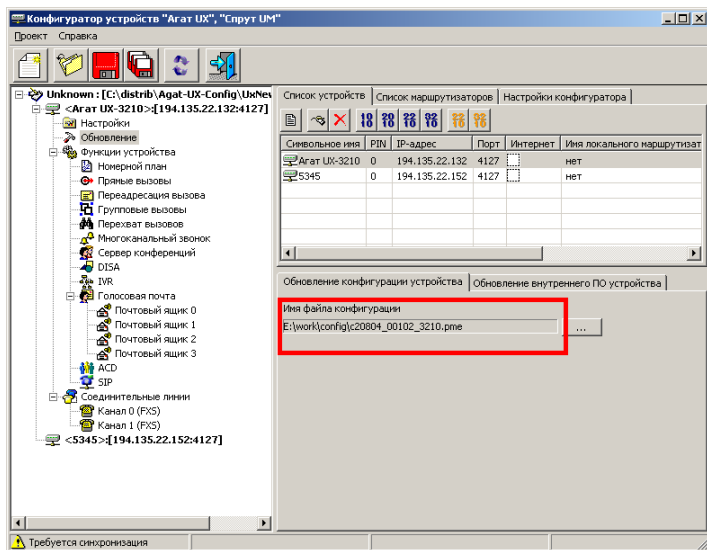 Конфигуратор устройств "Агат UX", "Спрут UM"
Проект Справка
Unknown : [C:\distrib\Agat-UX-Config\UxNev
<Агат UX-3210>:[194.135.22.132:4127]
Настройки
Обновление
Функции устройства
Номерной план
Прямые вызовы
Переадресация вызова
Групповые вызовы
Перехват вызовов
Многоканальный звонок
Сервер конференций
DISA
IVR
Голосовая почта
Почтовый ящик 0
Почтовый ящик 1
Почтовый ящик 2
Почтовый ящик 3
ACD
SIP
Соединительные линии
Канал 0 (FXS)
Канал 1 (FXS)
<5345>:[194.135.22.152:4127]
Список устройств Список маршрутизаторов Настройки конфигуратора
Символьное имя PIN IP-адрес Порт Интернет Имя локального маршрутизат
Агат UX-3210 0 194.135.22.132 4127 нет
5345 0 194.135.22.152 4127 нет
Обновление конфигурации устройства Обновление внутреннего ПО устройства
Имя файла конфигурации
E:\work\config\c20804_00102_3210.pme ...
Требуется синхронизация